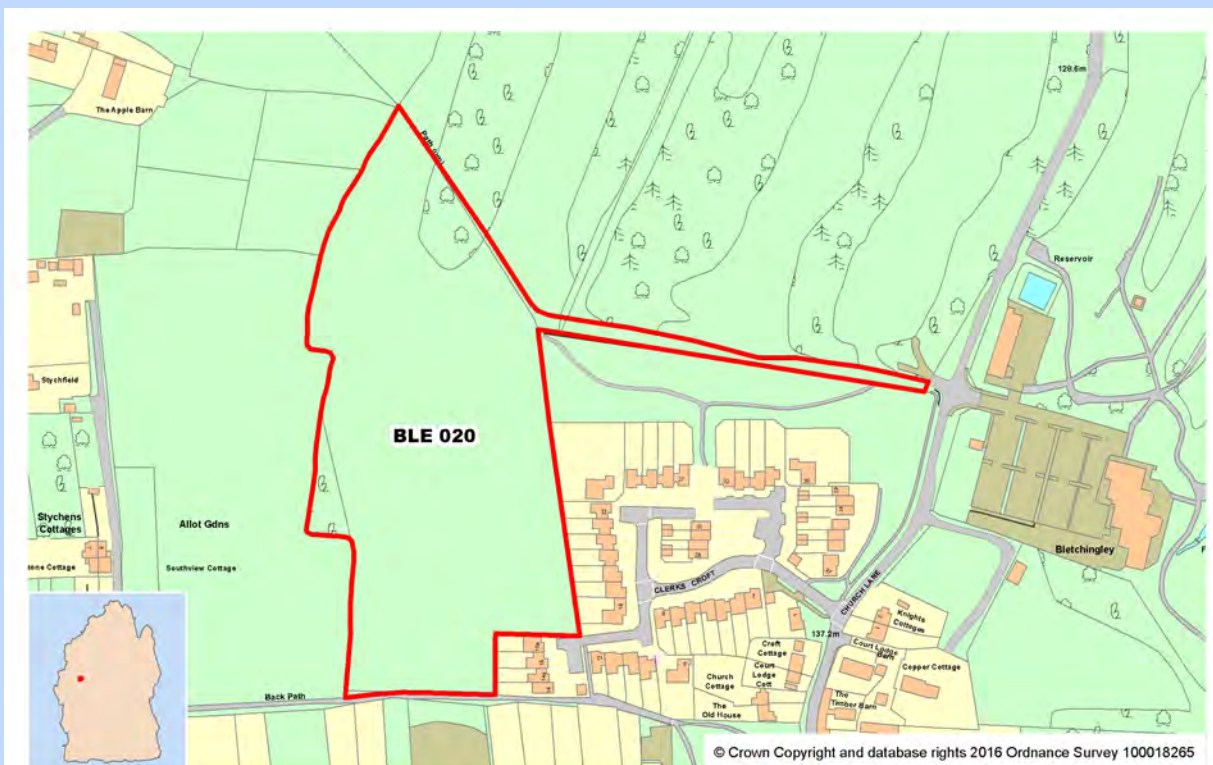 The Apple Barn
128.6m
Path (um)
Reservoir
Stychfield
BLE 020
Stychens
Cottages
Allot Gdns
Southview Cottage
Bletchingley
CLERKS CROFT
CHURCH LANE
Knights
Cottages
137.2m
Court Lodge
Barn
Copper Cottage
Croft
Cottage
Court
Lodge
Cott
Church
Cottage
The
Timber Barn
The
Old House
Back Path
© Crown Copyright and database rights 2016 Ordnance Survey 100018265